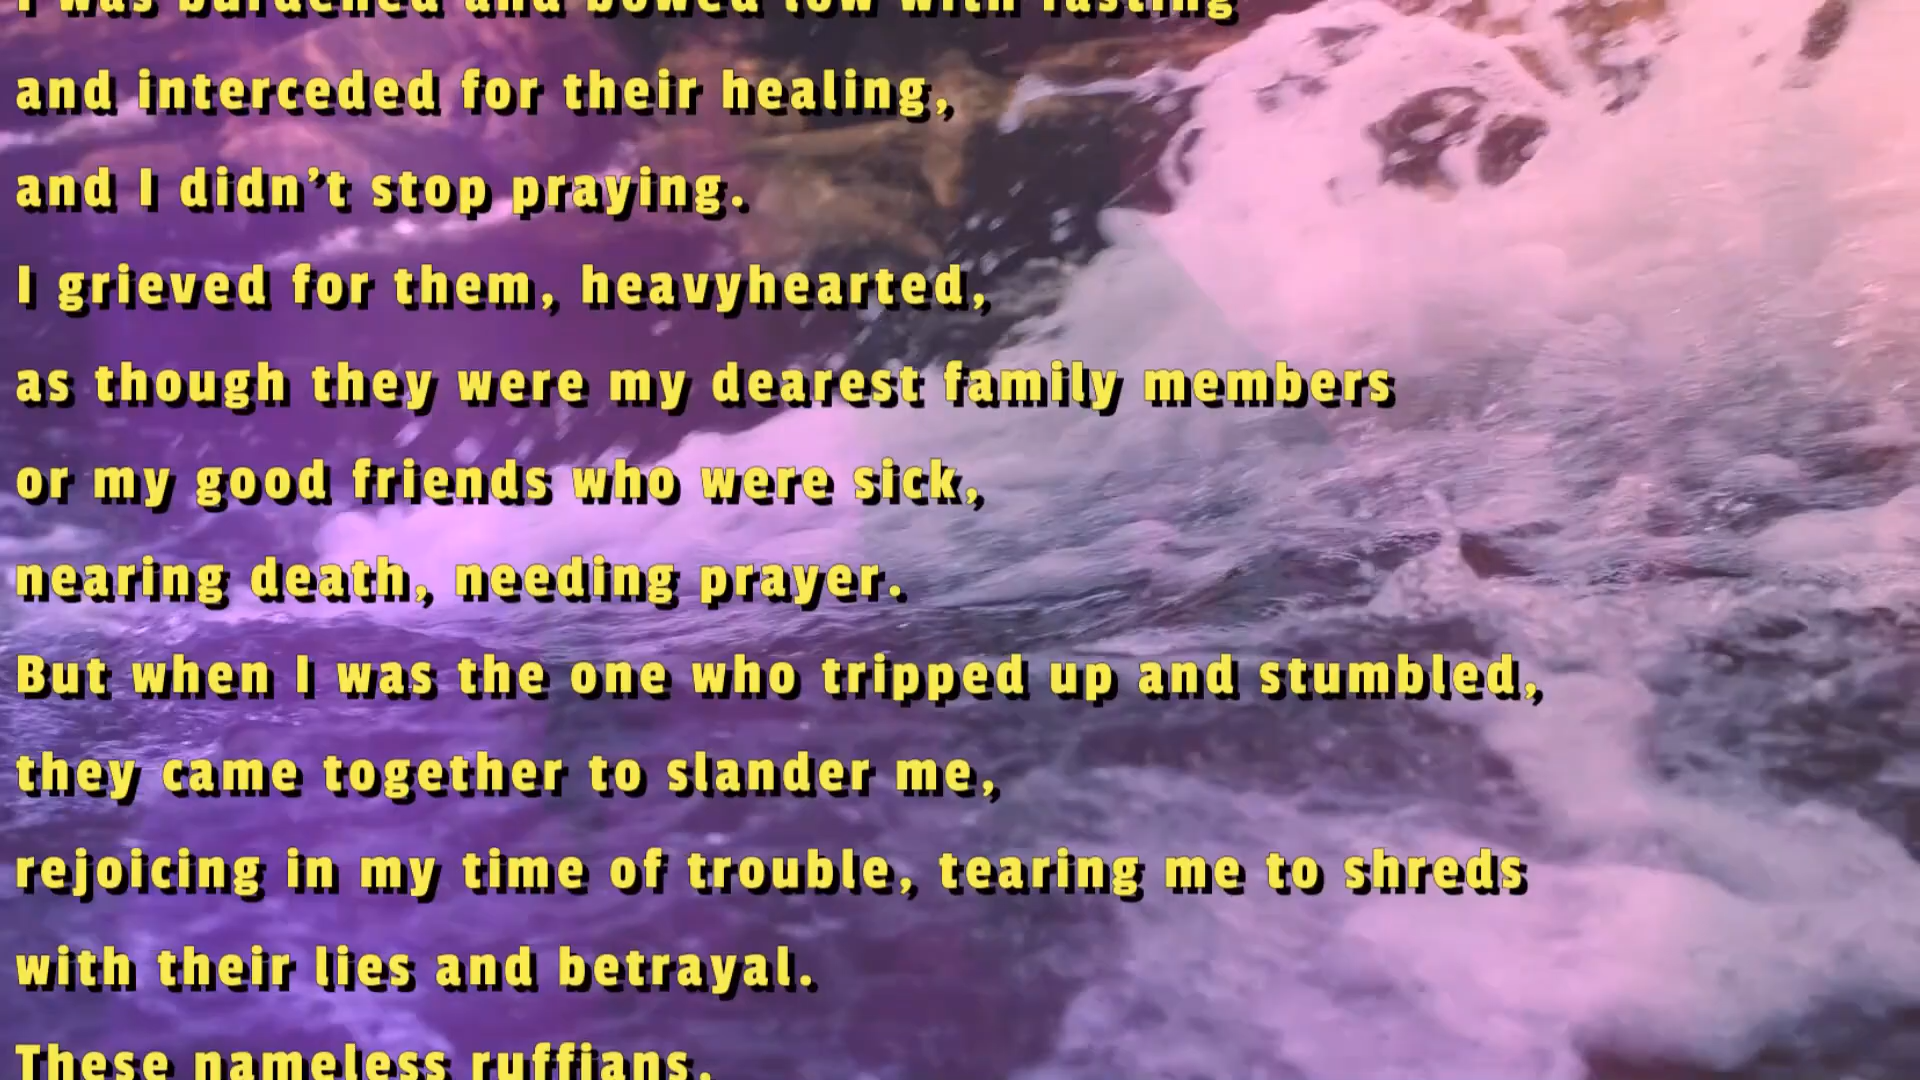 I was burdened and bowed low with fasting
and interceded for their healing,
and I didn’t stop praying.
I grieved for them, heavyhearted,
as though they were my dearest family members
or my good friends who were sick,
nearing death, needing prayer.
But when I was the one who tripped up and stumbled,
they came together to slander me,
rejoicing in my time of trouble, tearing me to shreds
with their lies and betrayal.
These nameless ruffians,